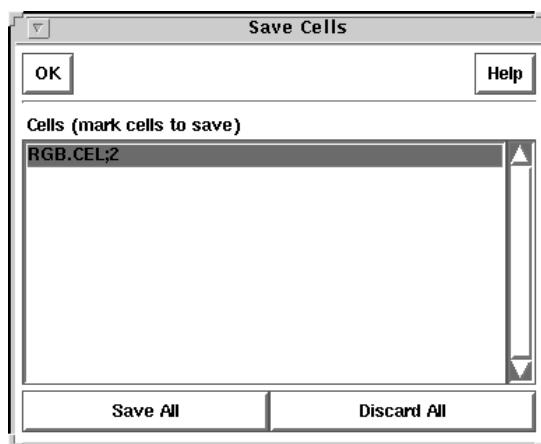 Save Cells
OK
Help
Cells (mark cells to save)
RGB.CEL;2
Save All
Discard All